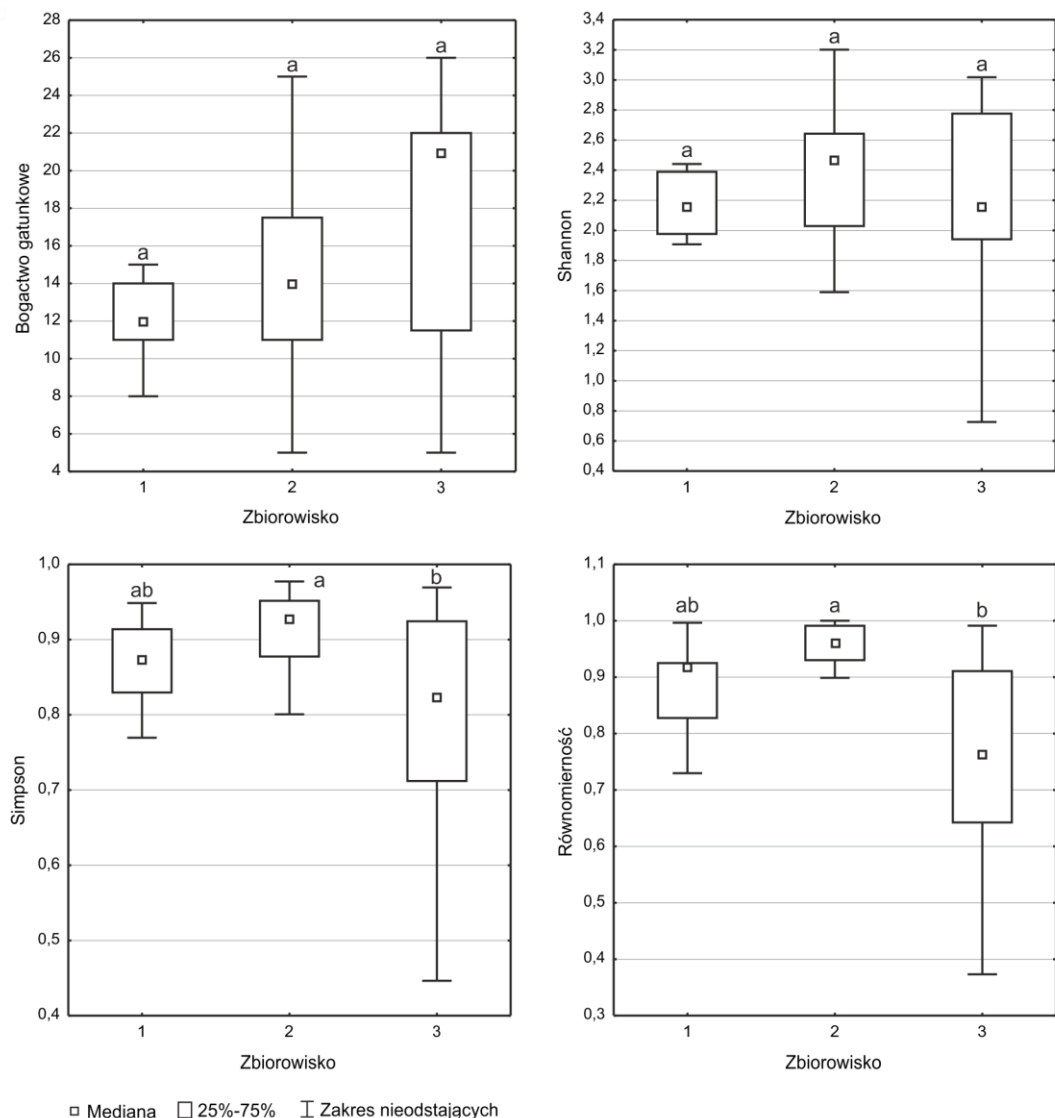 Bogactwo gatunkowe
28
26
24
22
20
18
16
14
12
10
8
6
4
a
a
a
1 2 3
Zbiorowisko
Shannon
3,4
3,2
3,0
2,8
2,6
2,4
2,2
2,0
1,8
1,6
1,4
1,2
1,0
0,8
0,6
0,4
a
a
a
1 2 3
Zbiorowisko
Simpson
1,0
0,9
0,8
0,7
0,6
0,5
0,4
ab
a
b
1 2 3
Zbiorowisko
Równomierność
1,1
1,0
0,9
0,8
0,7
0,6
0,5
0,4
0,3
ab
a
b
1 2 3
Zbiorowisko
Mediana 25%-75% Zakres nieodstających